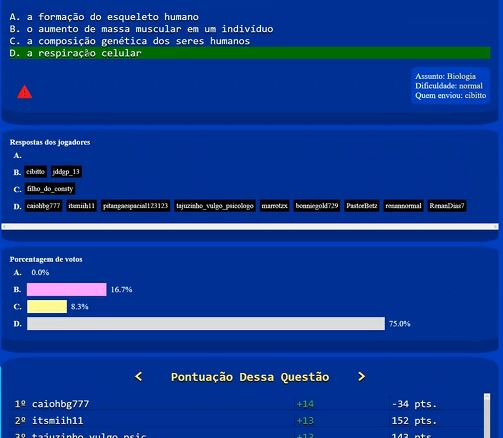 A. a formação do esqueleto humano
B. o aumento de massa muscular em um indivíduo
C. a composição genética dos seres humanos
D. a respiração celular
Assunto: Biologia
Dificuldade: normal
Quem enviou: cibitto
Respostas dos jogadores
A.
B. cibitto jddgp_13
C. filho_do_consty
D. caiohbg777 itsmiih11 pitangaespacial123123 tajuzinho_vulgo_psicologo marrotzx bonniegold729 PastorBotz renannormal RenanDias7
Porcentagem de votos
A. 0.0%
B. 16.7%
C. 8.3%
D. 75.0%
< Pontuação Dessa Questão >
1º caiohbg777 +14 -34 pts.
2º itsmiih11 +13 152 pts.
3º tajuzinho_vulgo_psic. +13 143 pts.